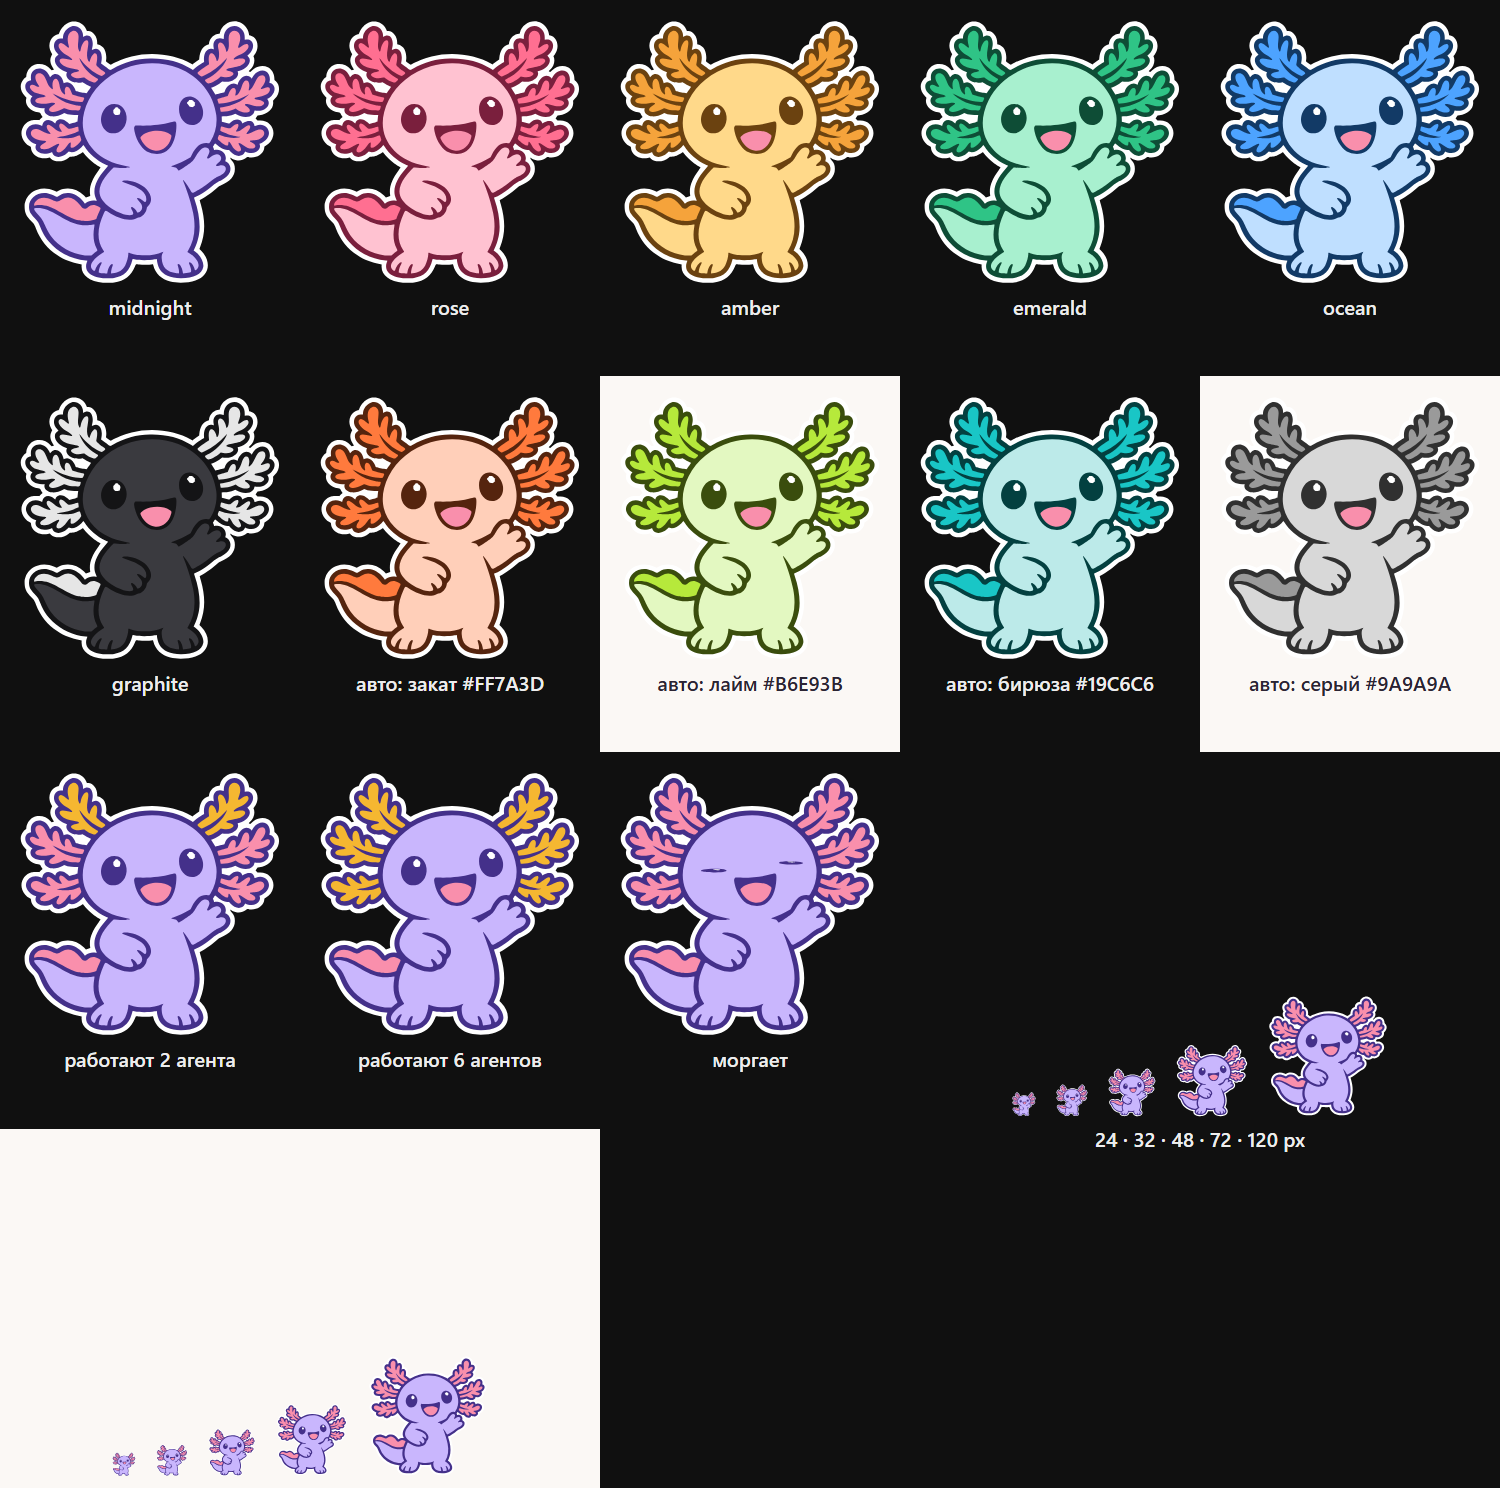 midnight
rose
amber
emerald
ocean
graphite
авто: закат #FF7A3D
авто: лайм #B6E93B
авто: бирюза #19C6C6
авто: серый #9A9A9A
работают 2 агента
работают 6 агентов
моргает
24 · 32 · 48 · 72 · 120 px